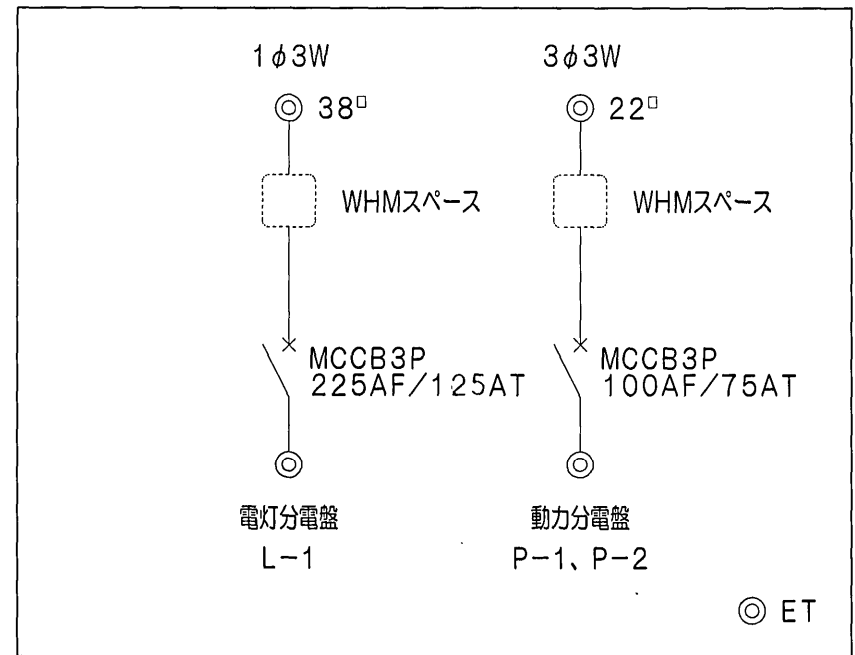 1φ3W
38□
WHMスペース
MCCB3P
225AF/125AT
電灯分電盤
L-1
3φ3W
22□
WHMスペース
MCCB3P
100AF/75AT
動力分電盤
P-1、P-2
ET